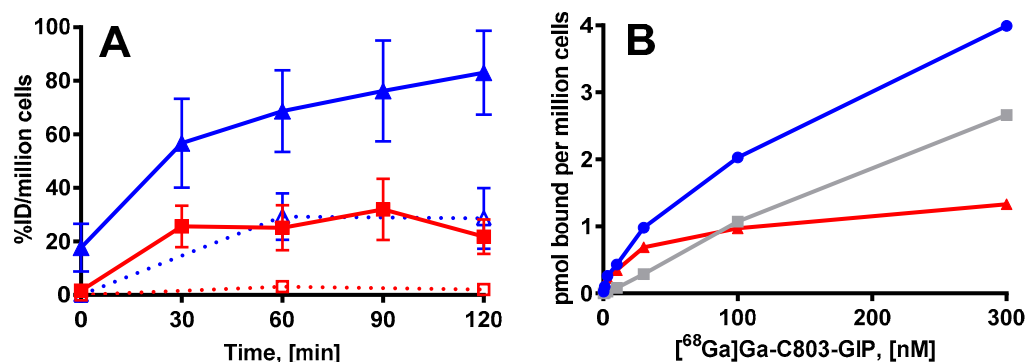 A
%ID/million cells
100
80
60
40
20
0
0 30 60 90 120
Time, [min]
B
pmol bound per million cells
4
3
2
1
0
0 100 200 300
[⁶⁸Ga]Ga-C803-GIP, [nM]